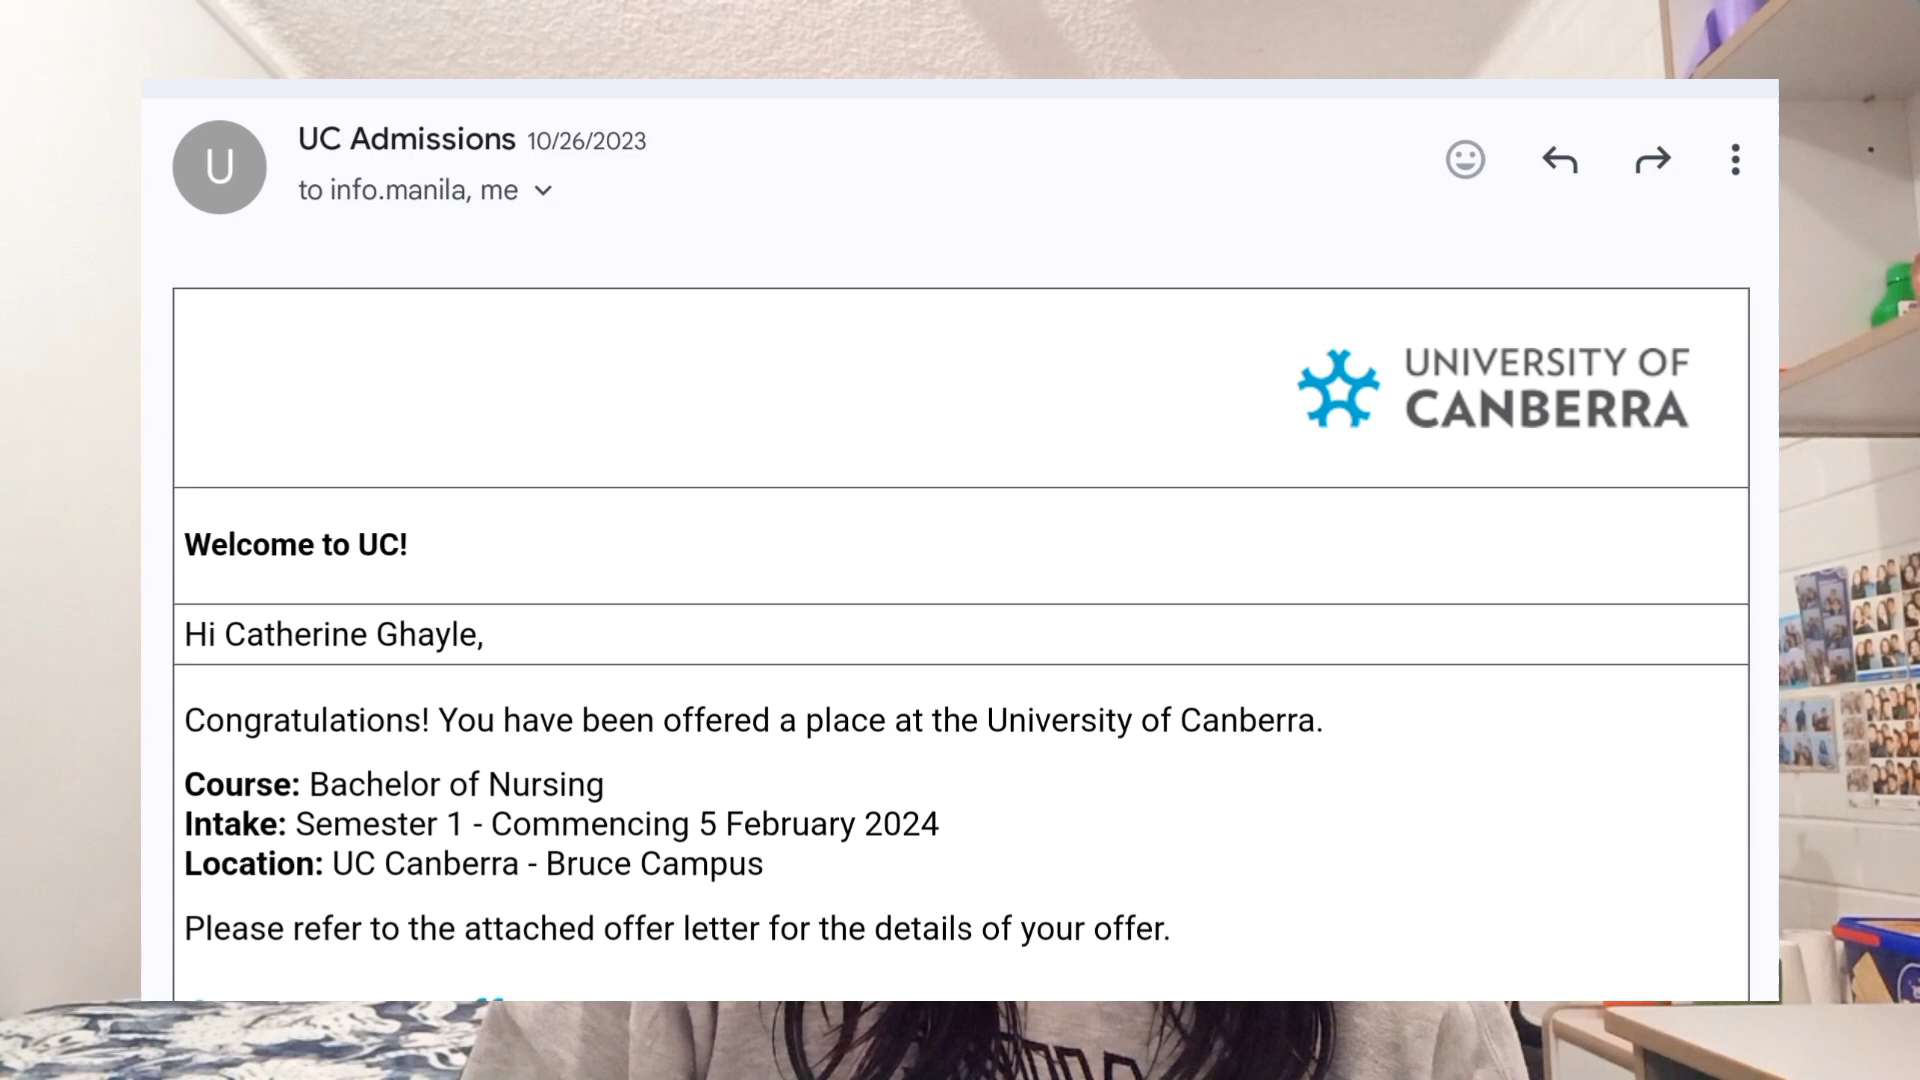 U
UC Admissions 10/26/2023
to info.manila, me
UNIVERSITY OF
CANBERRA
Welcome to UC!
Hi Catherine Ghayle,
Congratulations! You have been offered a place at the University of Canberra.
Course: Bachelor of Nursing
Intake: Semester 1 - Commencing 5 February 2024
Location: UC Canberra - Bruce Campus
Please refer to the attached offer letter for the details of your offer.